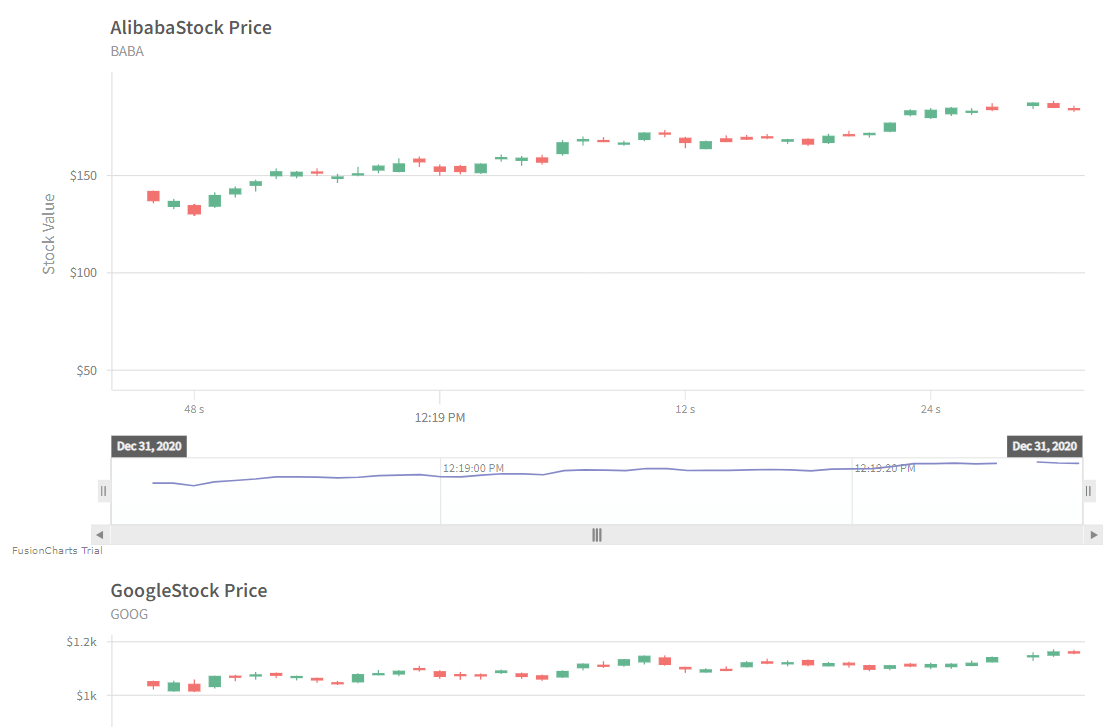 AlibabaStock Price
BABA
Stock Value
$150
$100
$50
48 s
12:19 PM
12 s
24 s
Dec 31, 2020
Dec 31, 2020
12:19:00 PM
12:19:20 PM
FusionCharts Trial
GoogleStock Price
GOOG
$1.2k
$1k